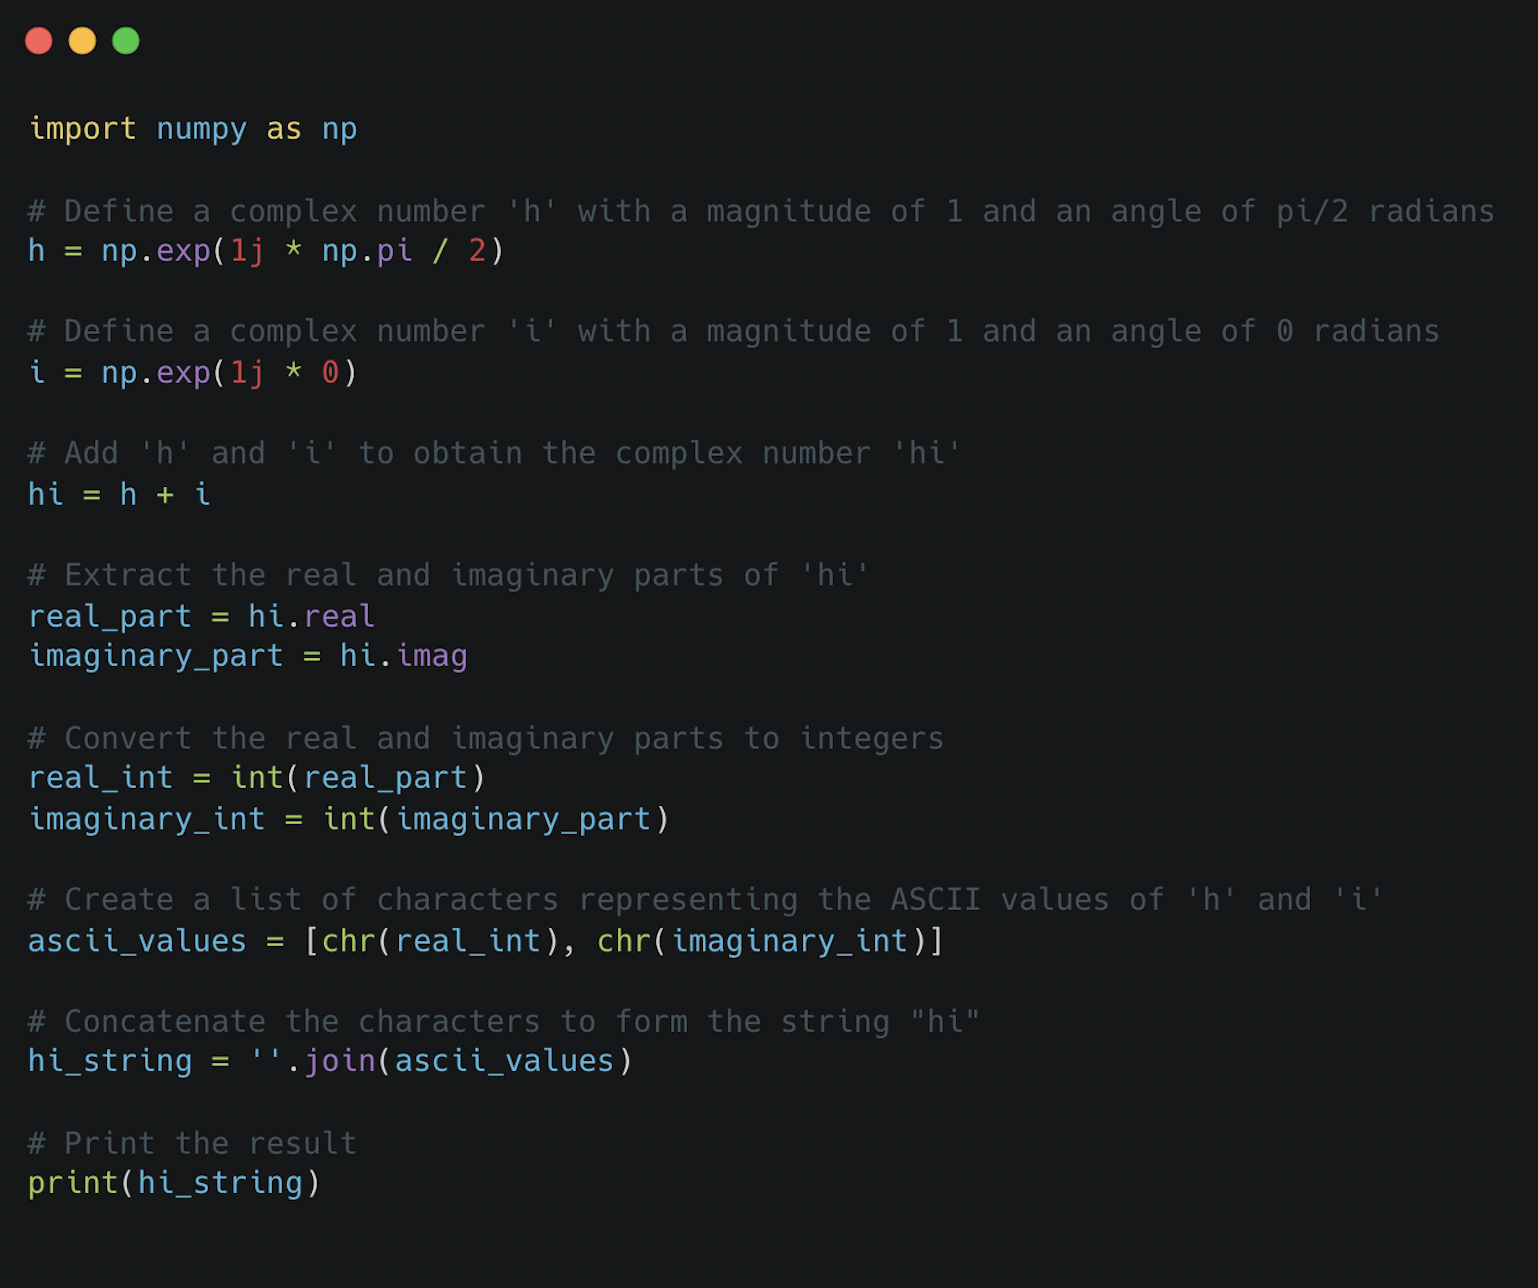 import numpy as np
# Define a complex number 'h' with a magnitude of 1 and an angle of pi/2 radians
h = np.exp(1j * np.pi / 2)
# Define a complex number 'i' with a magnitude of 1 and an angle of 0 radians
i = np.exp(1j * 0)
# Add 'h' and 'i' to obtain the complex number 'hi'
hi = h + i
# Extract the real and imaginary parts of 'hi'
real_part = hi.real
imaginary_part = hi.imag
# Convert the real and imaginary parts to integers
real_int = int(real_part)
imaginary_int = int(imaginary_part)
# Create a list of characters representing the ASCII values of 'h' and 'i'
ascii_values = [chr(real_int), chr(imaginary_int)]
# Concatenate the characters to form the string "hi"
hi_string = ''.join(ascii_values)
# Print the result
print(hi_string)